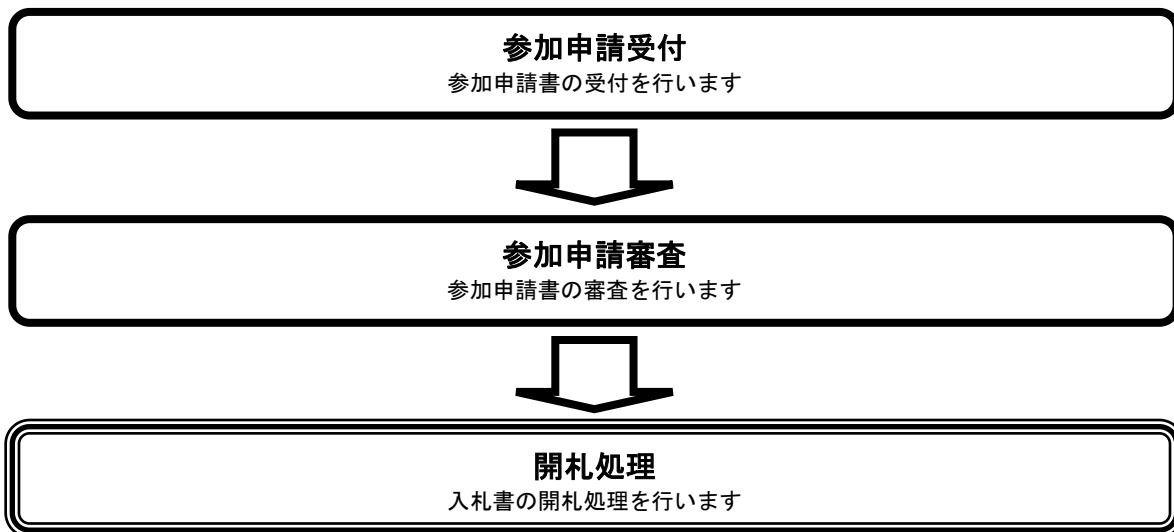 参加申請受付
参加申請書の受付を行います
参加申請審査
参加申請書の審査を行います
開札処理
入札書の開札処理を行います